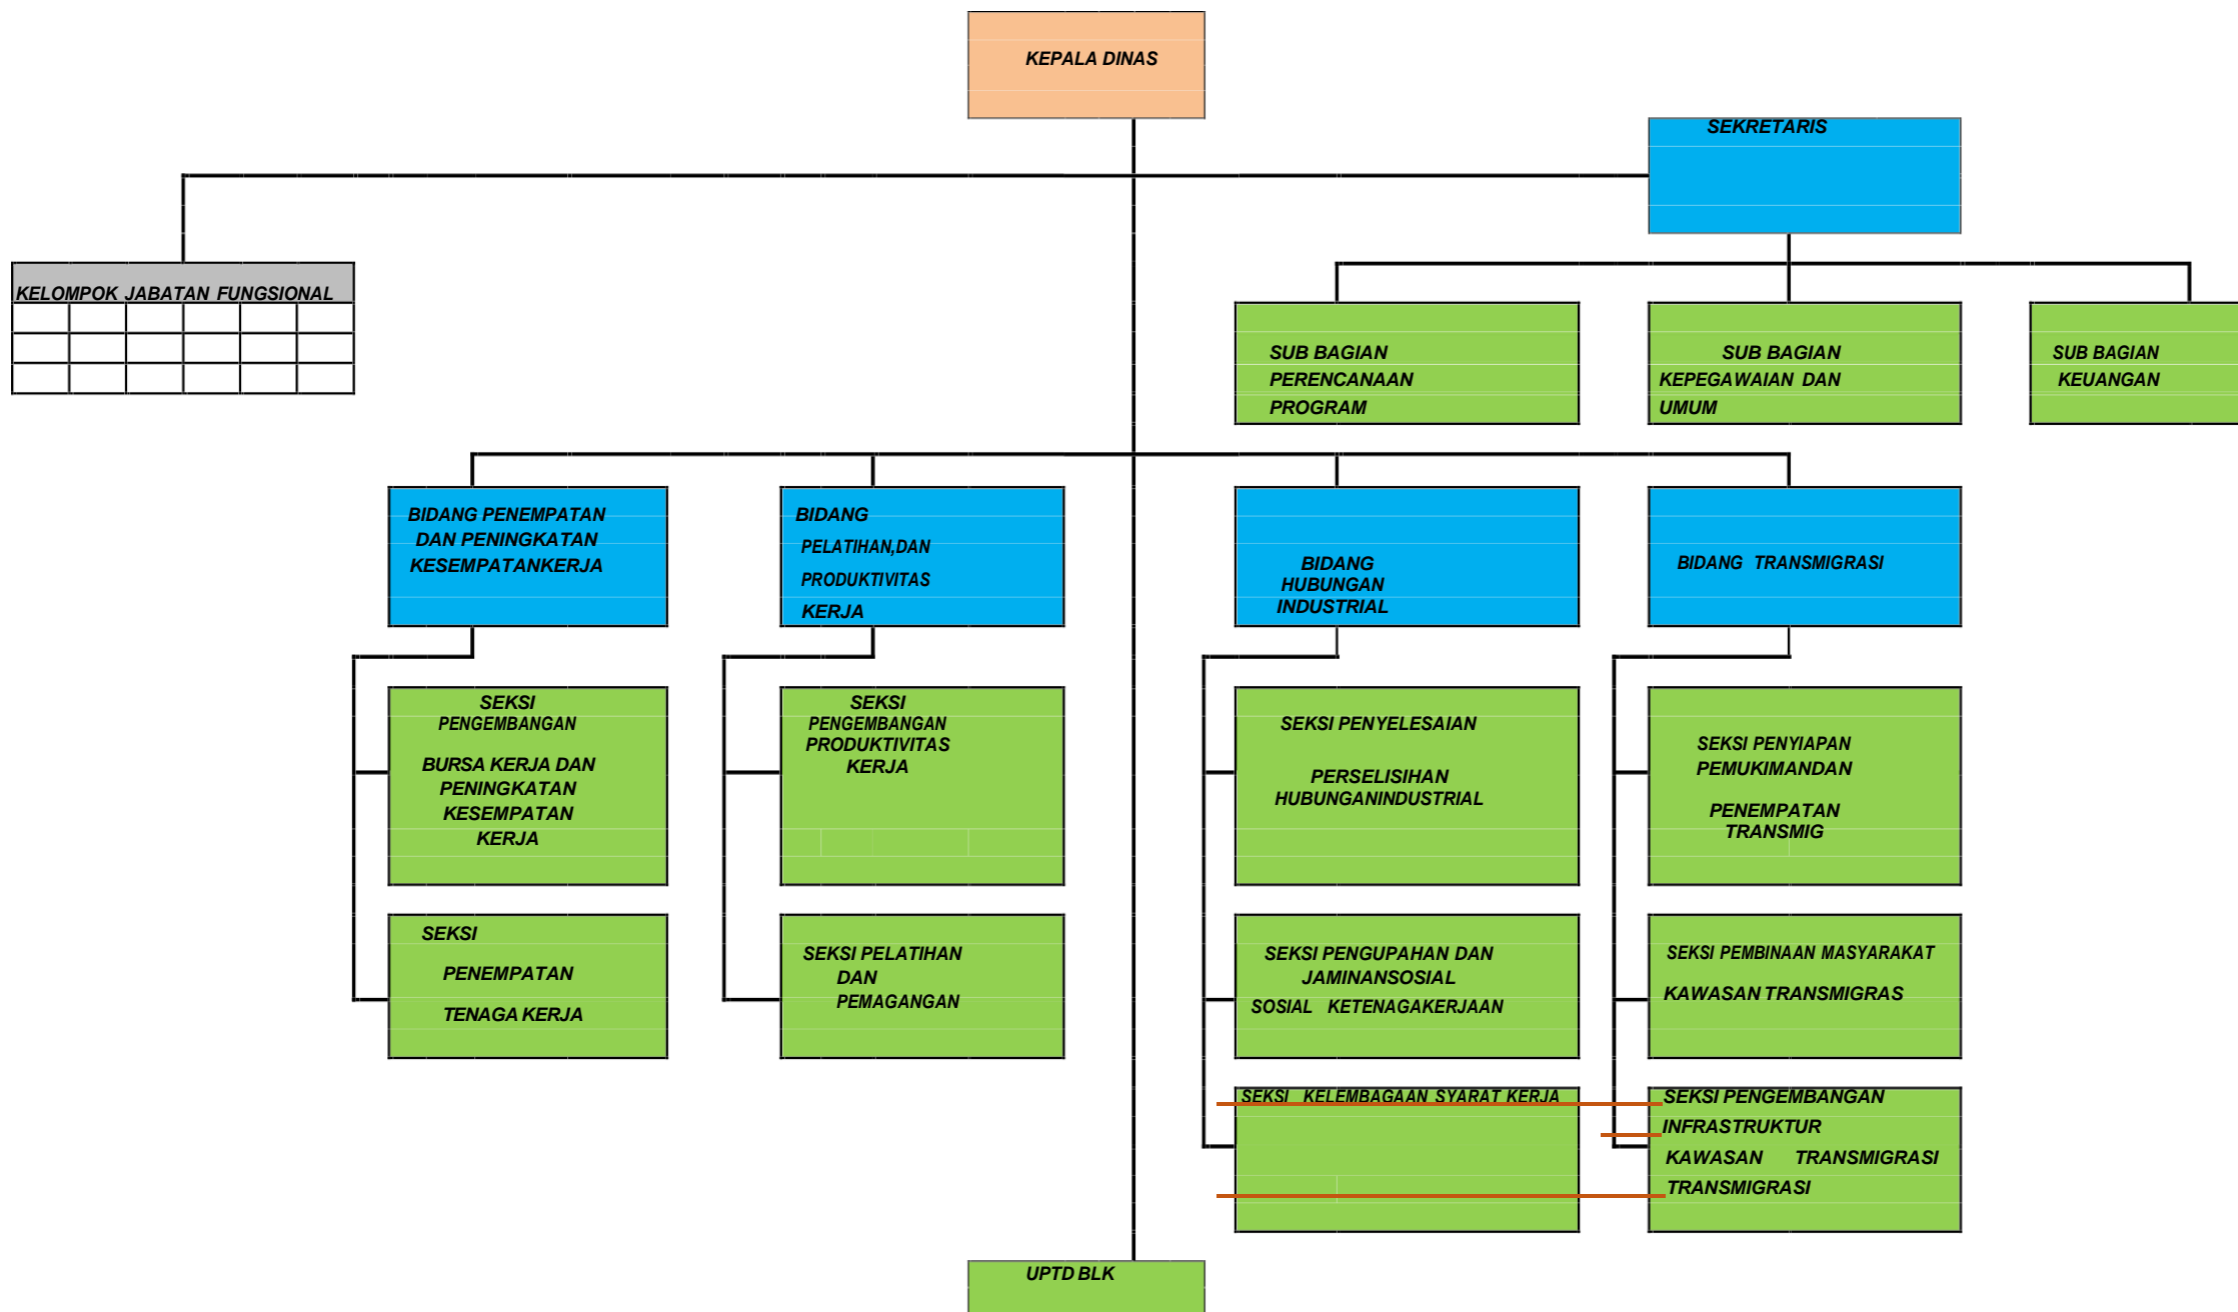 KEPALA DINAS
SEKRETARIS
KELOMPOK JABATAN FUNGSIONAL
SUB BAGIAN
PERENCANAAN
PROGRAM
SUB BAGIAN
KEPEGAWAIAN DAN
UMUM
SUB BAGIAN
KEUANGAN
BIDANG PENEMPATAN
DAN PENINGKATAN
KESEMPATANKERJA
BIDANG
PELATIHAN,DAN
PRODUKTIVITAS
KERJA
BIDANG
HUBUNGAN
INDUSTRIAL
BIDANG TRANSMIGRASI
SEKSI
PENGEMBANGAN
BURSA KERJA DAN
PENINGKATAN
KESEMPATAN
KERJA
SEKSI
PENGEMBANGAN
PRODUKTIVITAS
KERJA
SEKSI PENYELESAIAN
PERSELISIHAN
HUBUNGANINDUSTRIAL
SEKSI PENYIAPAN
PEMUKIMANDAN
PENEMPATAN
TRANSMIG
SEKSI
PENEMPATAN
TENAGA KERJA
SEKSI PELATIHAN
DAN
PEMAGANGAN
SEKSI PENGUPAHAN DAN
JAMINANSOSIAL
SOSIAL KETENAGAKERJAAN
SEKSI PEMBINAAN MASYARAKAT
KAWASAN TRANSMIGRAS
SEKSI KELEMBAGAAN SYARAT KERJA
SEKSI PENGEMBANGAN
INFRASTRUKTUR
KAWASAN TRANSMIGRASI
TRANSMIGRASI
UPTD BLK